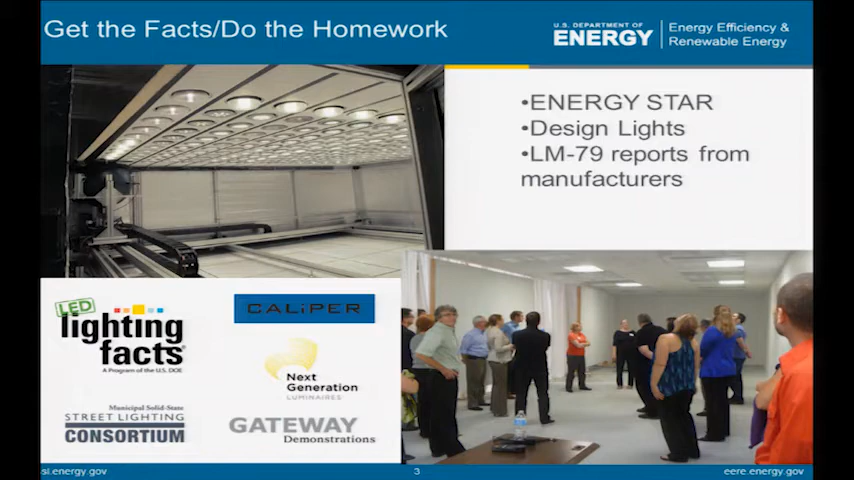 Get the Facts/Do the Homework
U.S. DEPARTMENT OF
ENERGY
Energy Efficiency &
Renewable Energy
•ENERGY STAR
•Design Lights
•LM-79 reports from
manufacturers
LED
lighting
facts®
A Program of the U.S. DOE
CALiPER
Next
Generation
LUMINAIRES
Municipal Solid-State
STREET LIGHTING
CONSORTIUM
GATEWAY
Demonstrations
sl.energy.gov
3
eere.energy.gov